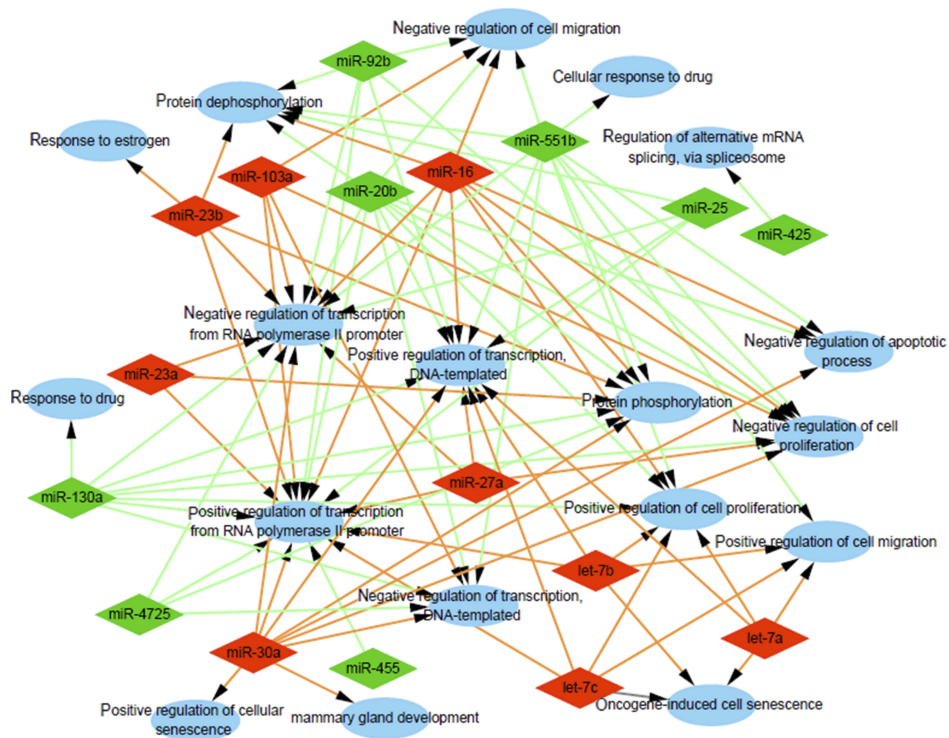 Negative regulation of cell migration
miR-92b
Cellular response to drug
Protein dephosphorylation
Response to estrogen
miR-551b
Regulation of alternative mRNA
splicing, via spliceosome
miR-103a
miR-16
miR-20b
miR-23b
miR-25
miR-425
Negative regulation of transcription
from RNA polymerase II promoter
Positive regulation of transcription,
DNA-templated
Negative regulation of apoptotic
process
miR-23a
Response to drug
Protein phosphorylation
Negative regulation of cell
proliferation
miR-27a
miR-130a
Positive regulation of transcription
from RNA polymerase II promoter
Positive regulation of cell proliferation
Positive regulation of cell migration
let-7b
Negative regulation of transcription,
DNA-templated
miR-4725
miR-30a
miR-455
let-7a
let-7c
Positive regulation of cellular
senescence
mammary gland development
Oncogene-induced cell senescence